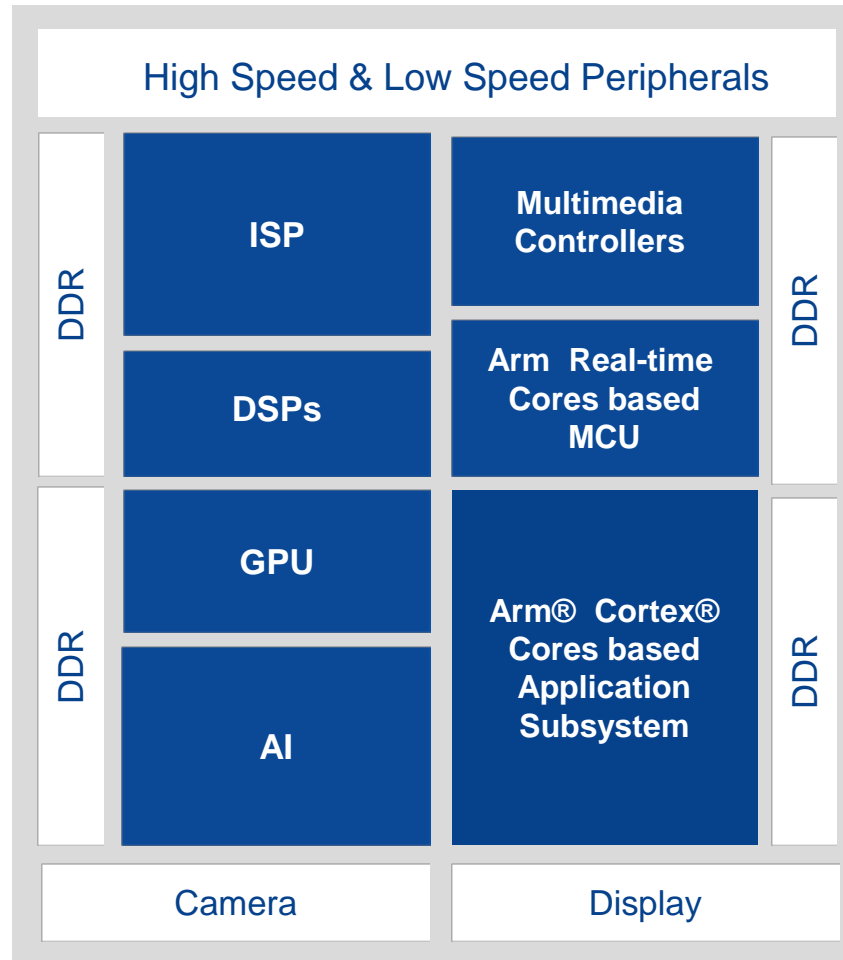 High Speed & Low Speed Peripherals
DDR
ISP
Multimedia
Controllers
DDR
DSPs
Arm Real-time
Cores based
MCU
DDR
GPU
Arm® Cortex®
Cores based
Application
Subsystem
DDR
AI
Camera
Display